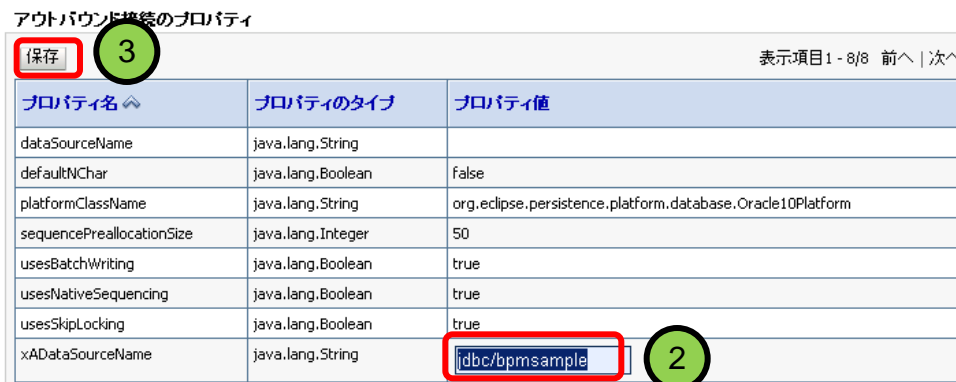 アウトバウンド接続のプロパティ
保存 3 表示項目1 - 8/8 前へ | 次へ
プロパティ名 プロパティのタイプ プロパティ値
dataSourceName java.lang.String
defaultNChar java.lang.Boolean false
platformClassName java.lang.String org.eclipse.persistence.platform.database.Oracle10Platform
sequencePreallocationSize java.lang.Integer 50
usesBatchWriting java.lang.Boolean true
usesNativeSequencing java.lang.Boolean true
usesSkipLocking java.lang.Boolean true
xADataSourceName java.lang.String jdbc/bpmsample 2